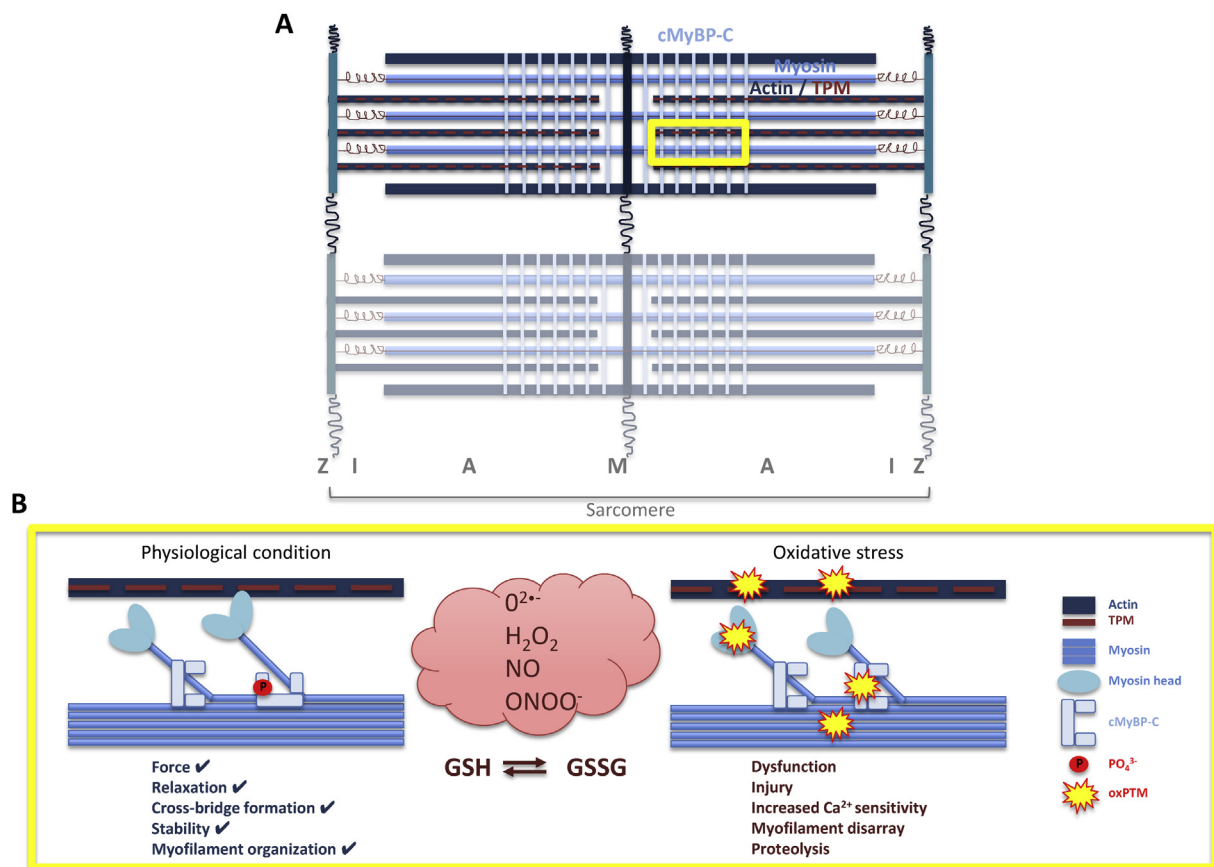 A
cMyBP-C
Myosin
Actin / TPM
Z I A M A I Z
Sarcomere
B
Physiological condition
P
Force ✔
Relaxation ✔
Cross-bridge formation ✔
Stability ✔
Myofilament organization ✔
O²•⁻
H₂O₂
NO
ONOO⁻
GSH ⇌ GSSG
Oxidative stress
Dysfunction
Injury
Increased Ca²⁺ sensitivity
Myofilament disarray
Proteolysis
Actin
TPM
Myosin
Myosin head
cMyBP-C
P PO₄³⁻
oxPTM